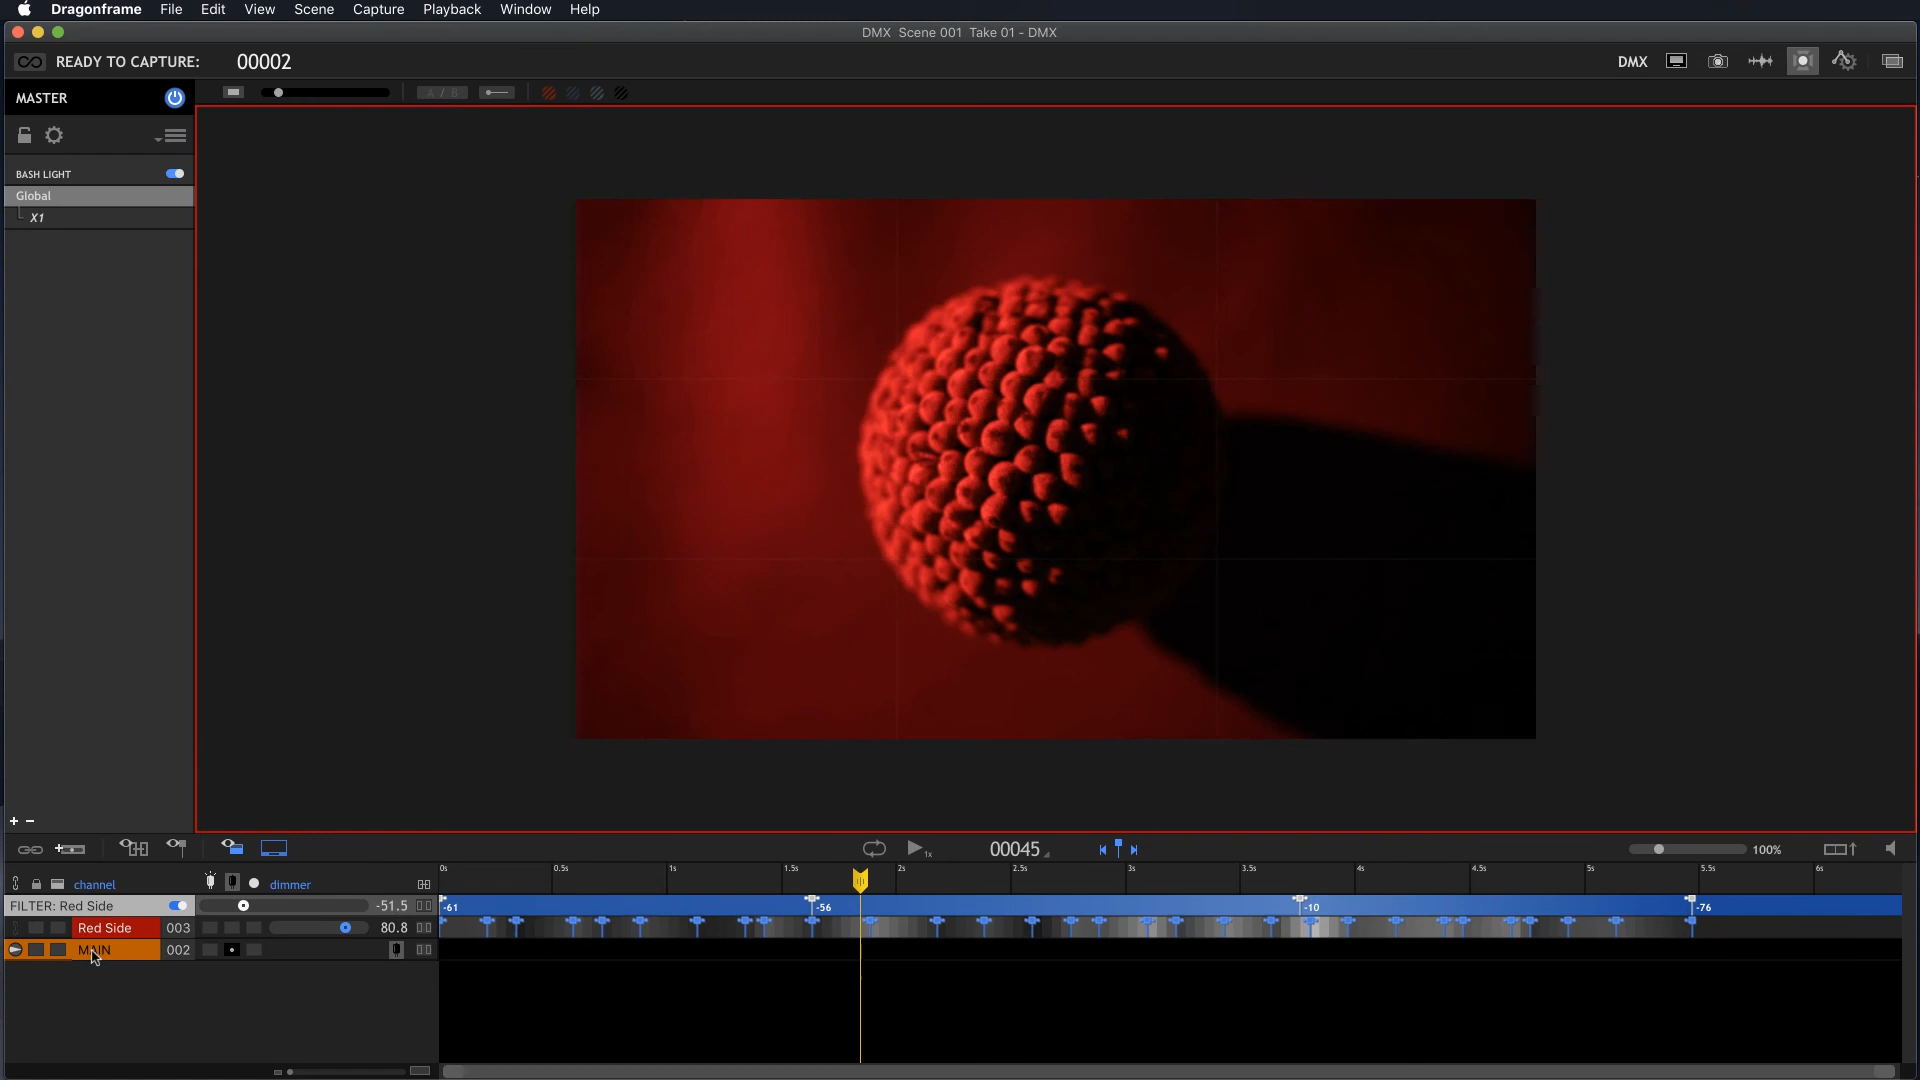 Dragonframe File Edit View Scene Capture Playback Window Help
DMX Scene 001 Take 01 - DMX
READY TO CAPTURE: 00002 DMX
MASTER
A / B
BASH LIGHT
Global
X1
+ -
00045
1x
100%
0s 0.5s 1s 1.5s 2s 2.5s 3s 3.5s 4s 4.5s 5s 5.5s 6s
channel dimmer
FILTER: Red Side -51.5 -61 -56 -10 -76
Red Side 003 80.8
MAIN 002